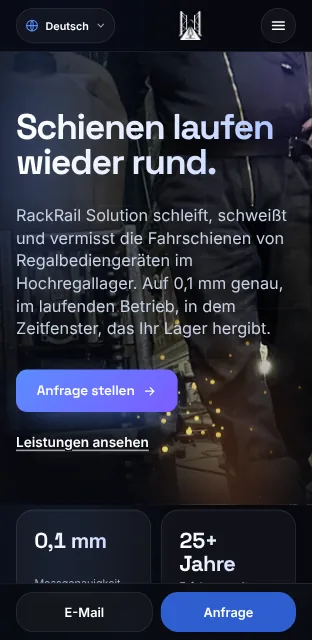 Deutsch
Schienen laufen
wieder rund.
RackRail Solution schleift, schweißt
und vermisst die Fahrschienen von
Regalbediengeräten im
Hochregallager. Auf 0,1 mm genau,
im laufenden Betrieb, in dem
Zeitfenster, das Ihr Lager hergibt.
Anfrage stellen →
Leistungen ansehen
0,1 mm
25+
Jahre
Messgenauigkeit
E-Mail
Anfrage